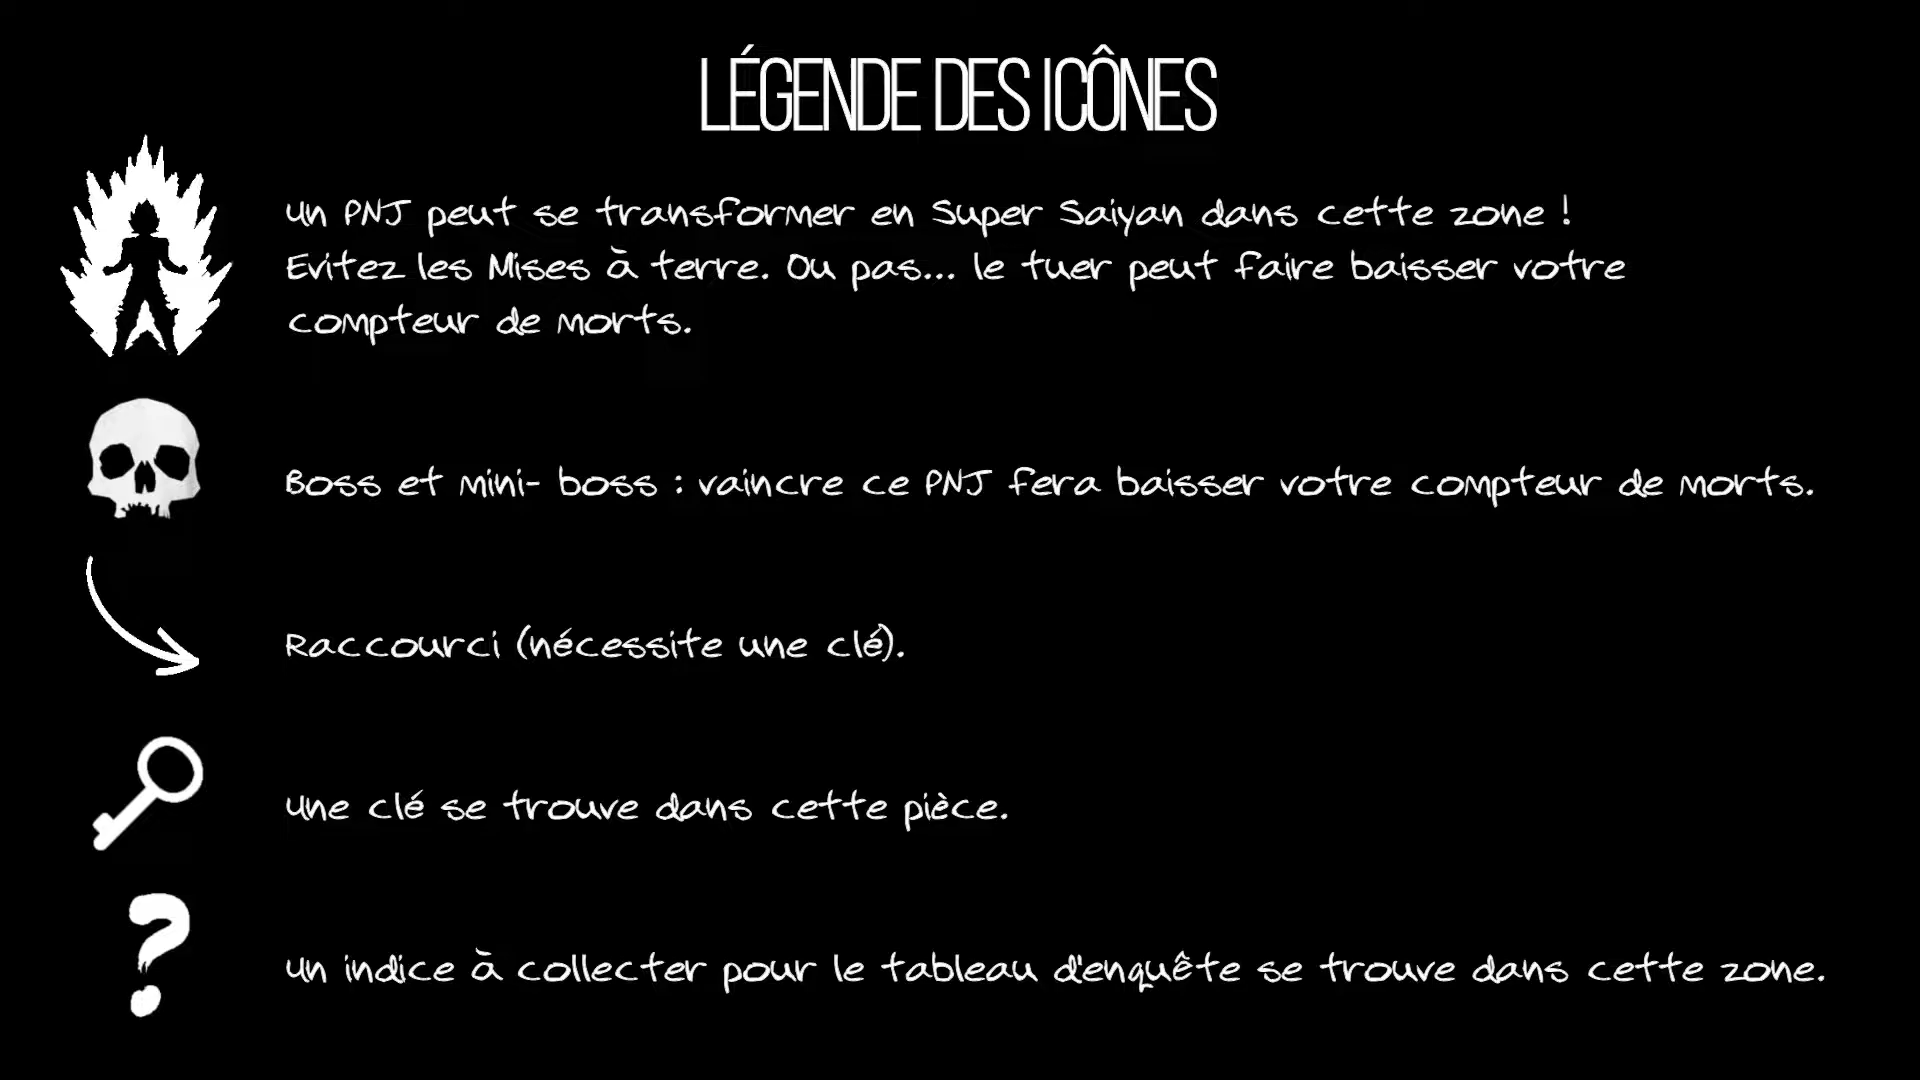 LÉGENDE DES ICÔNES
Un PNJ peut se transformer en Super Saiyan dans cette zone !
Evitez les Mises à terre. Ou pas... le tuer peut faire baisser votre
compteur de morts.
Boss et mini- boss : vaincre ce PNJ fera baisser votre compteur de morts.
Raccourci (nécessite une clé).
Une clé se trouve dans cette pièce.
?
Un indice à collecter pour le tableau d'enquête se trouve dans cette zone.